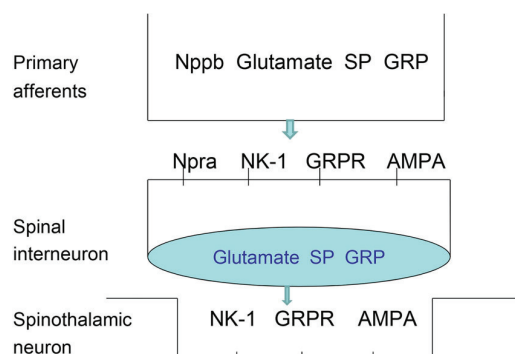 Primary
afferents
Nppb Glutamate SP GRP
Npra NK-1 GRPR AMPA
Spinal
interneuron
Glutamate SP GRP
Spinothalamic
neuron
NK-1 GRPR AMPA